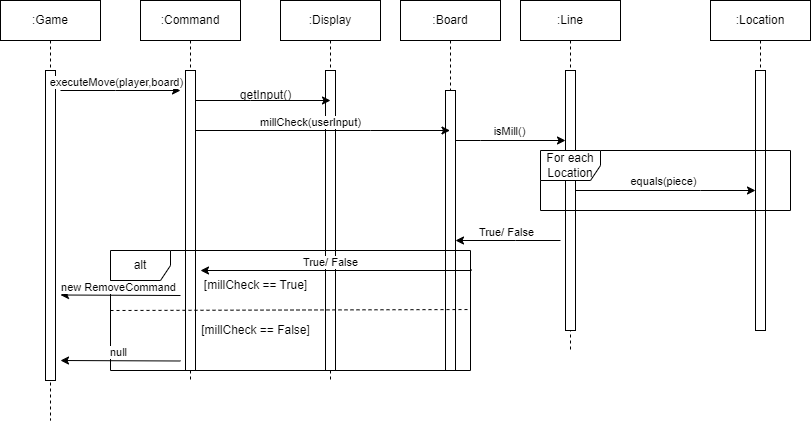 :Game
:Command
:Display
:Board
:Line
:Location
executeMove(player,board)
getInput()
millCheck(userInput)
isMill()
For each
Location
equals(piece)
True/ False
alt
True/ False
new RemoveCommand
[millCheck == True]
[millCheck == False]
null